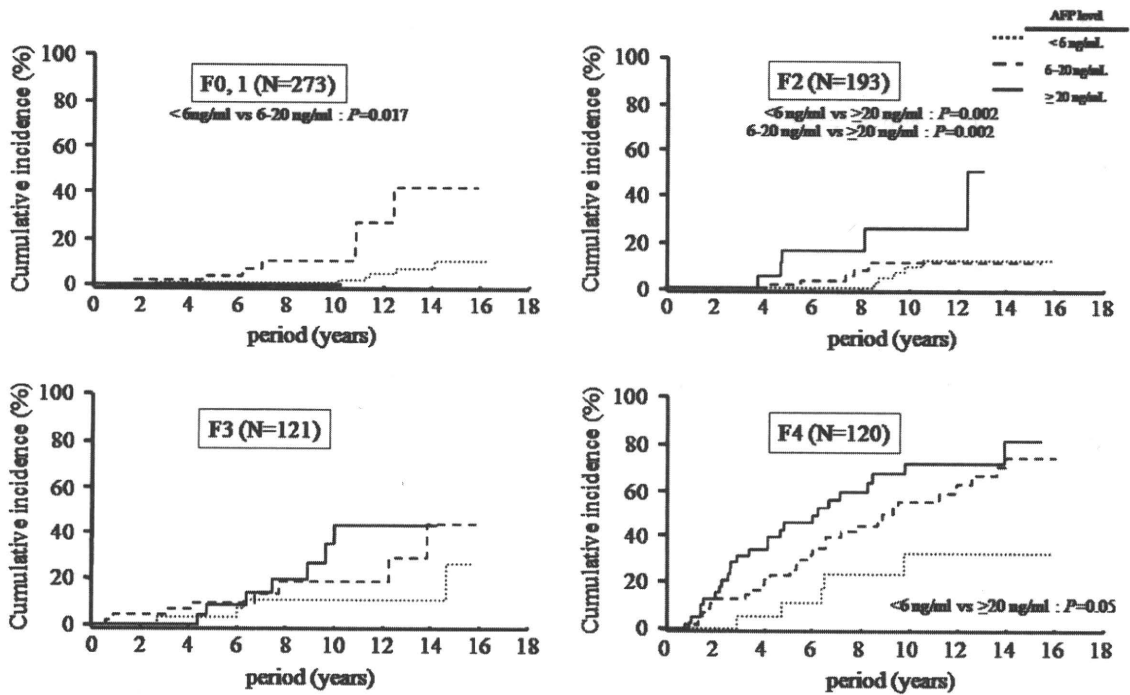 AFP level
<6 ng/mL
6-20 ng/mL
≥20 ng/mL
Cumulative incidence (%)
100
80
60
40
20
0
F0, 1 (N=273)
<6ng/ml vs 6-20 ng/ml : P=0.017
0 2 4 6 8 10 12 14 16 18
period (years)
Cumulative incidence (%)
100
80
60
40
20
0
F2 (N=193)
<6 ng/ml vs ≥20 ng/ml : P=0.002
6-20 ng/ml vs ≥20 ng/ml : P=0.002
0 2 4 6 8 10 12 14 16 18
period (years)
Cumulative incidence (%)
100
80
60
40
20
0
F3 (N=121)
0 2 4 6 8 10 12 14 16 18
period (years)
Cumulative incidence (%)
100
80
60
40
20
0
F4 (N=120)
<6 ng/ml vs ≥20 ng/ml : P=0.05
0 2 4 6 8 10 12 14 16 18
period (years)